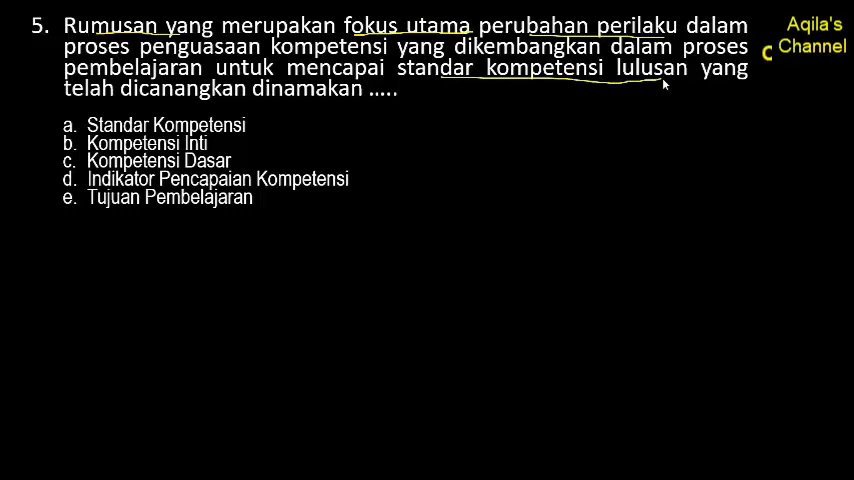 5. Rumusan yang merupakan fokus utama perubahan perilaku dalam
proses penguasaan kompetensi yang dikembangkan dalam proses
pembelajaran untuk mencapai standar kompetensi lulusan yang
telah dicanangkan dinamakan .....
a. Standar Kompetensi
b. Kompetensi Inti
c. Kompetensi Dasar
d. Indikator Pencapaian Kompetensi
e. Tujuan Pembelajaran
Aqila's
Channel